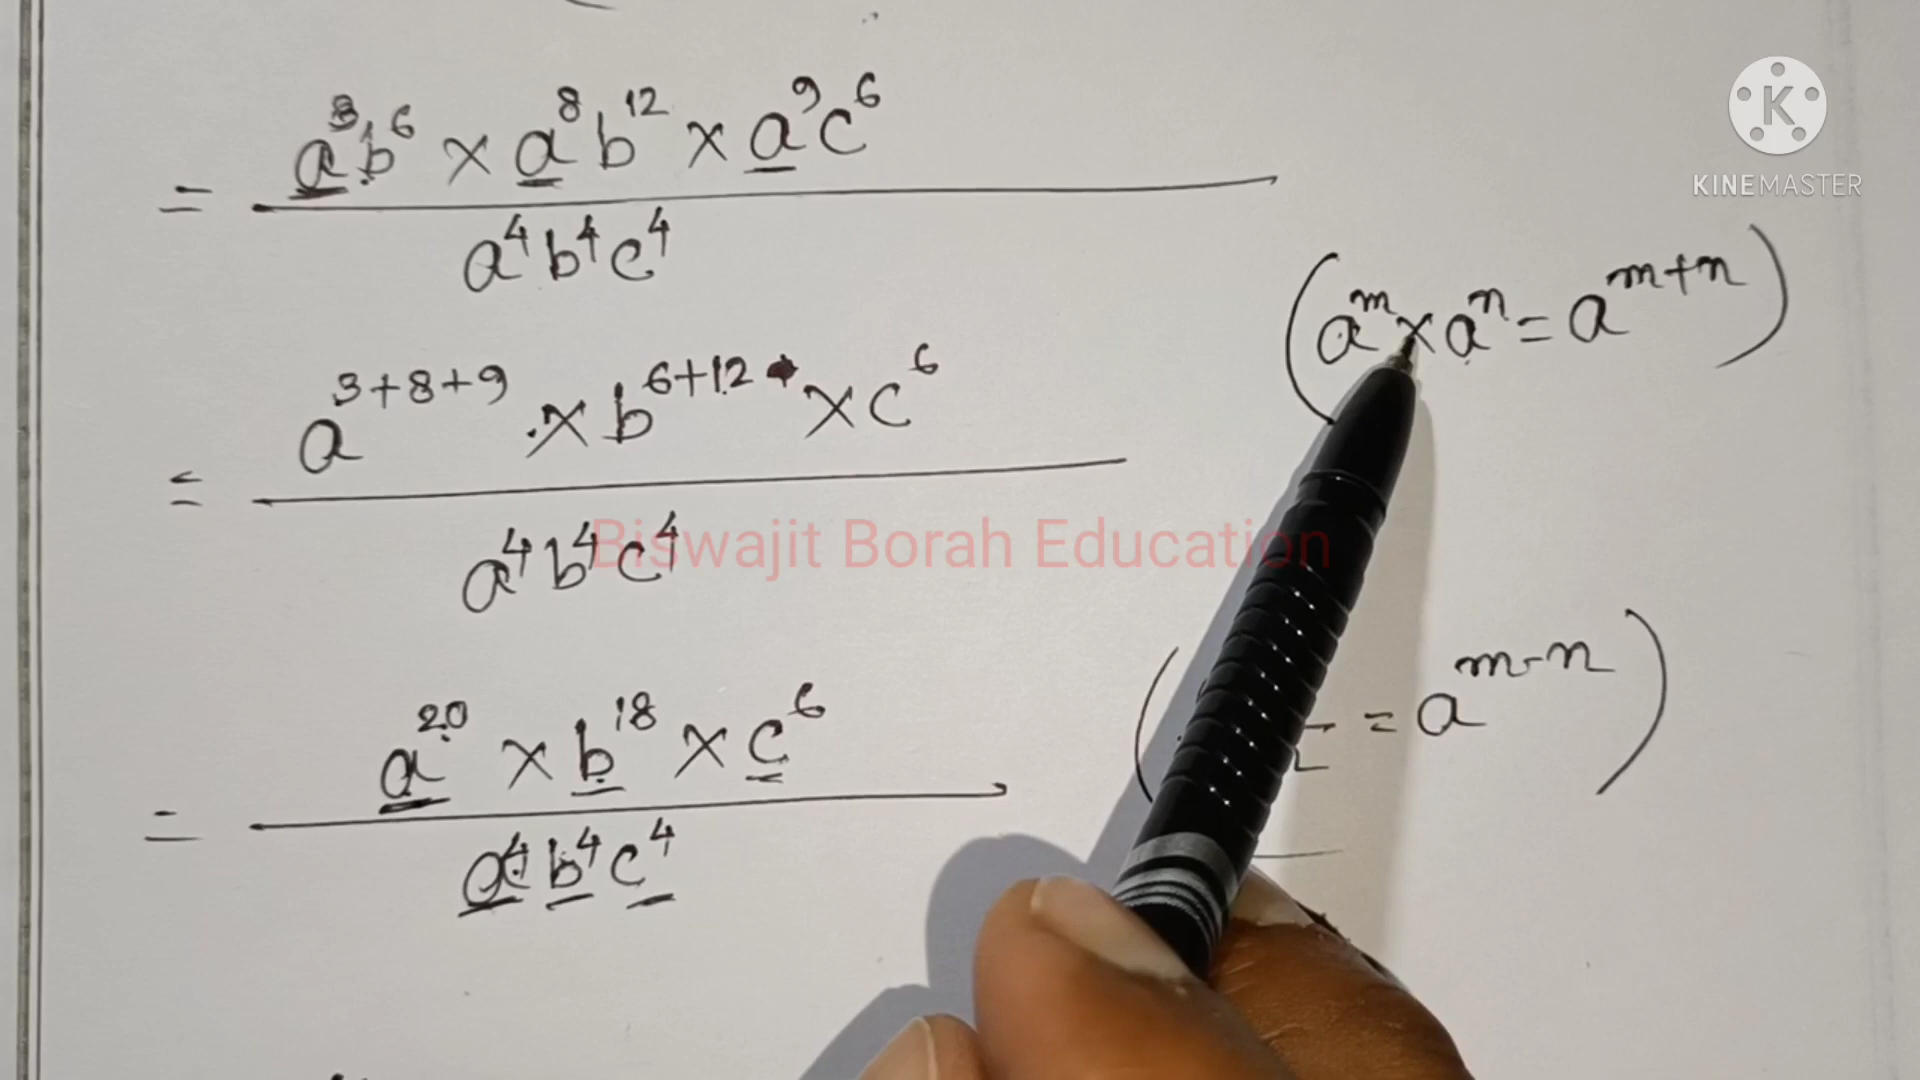 = a³b⁶ × a⁸b¹² × a⁹c⁶
a⁴b⁴c⁴
(aᵐ × aⁿ = aᵐ⁺ⁿ)
= a³⁺⁸⁺⁹ × b⁶⁺¹² × c⁶
a⁴b⁴c⁴
= a²⁰ × b¹⁸ × c⁶
a⁴b⁴c⁴
( = aᵐ⁻ⁿ)
K
KINEMASTER
Biswajit Borah Education